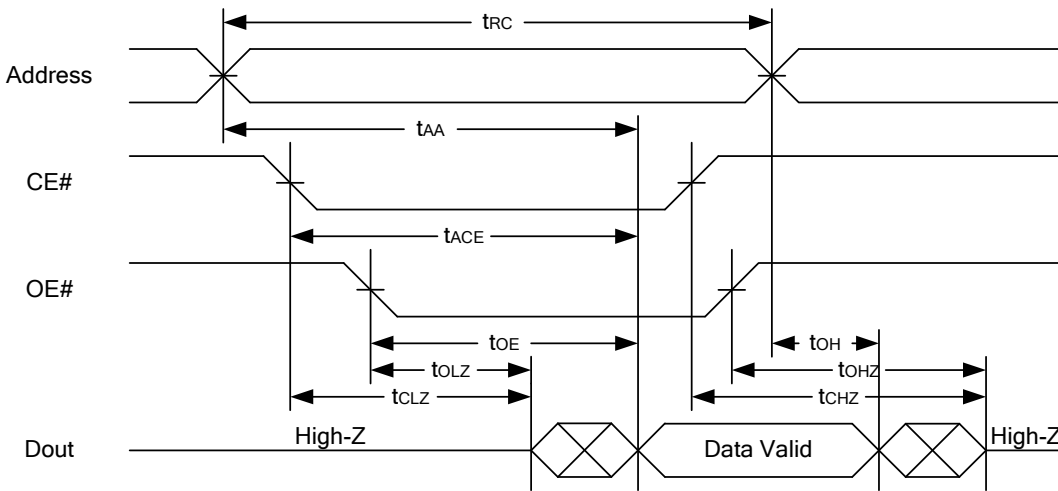 tRC
Address
tAA
CE#
tACE
OE#
tOE
tOH
tOLZ
tOHZ
tCLZ
tCHZ
Dout
High-Z
Data Valid
High-Z